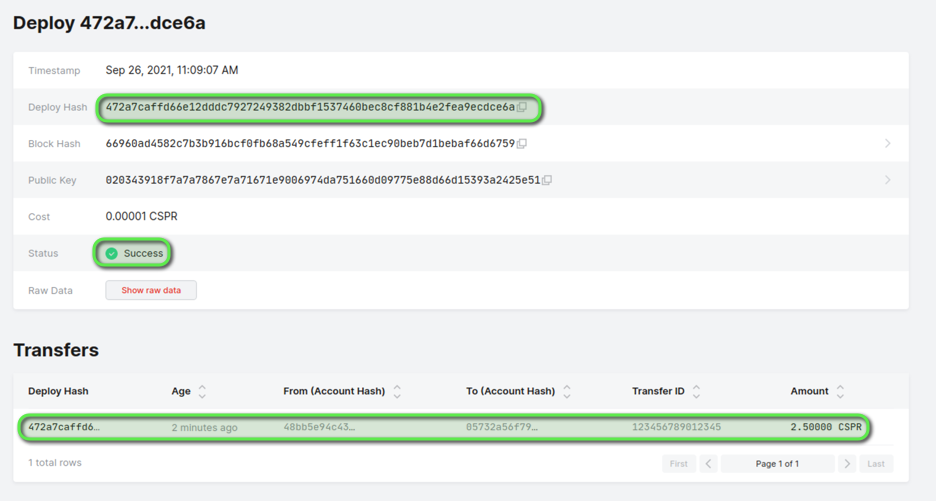 Deploy 472a7...dce6a
Timestamp Sep 26, 2021, 11:09:07 AM
Deploy Hash 472a7caffd66e12dddc7927249382dbbf1537460bec8cf881b4e2fea9ecdce6a
Block Hash 66960ad4582c7b3b916bcf0fb68a549cfeff1f63c1ec90beb7d1bebaf66d6759
Public Key 020343918f7a7a7867e7a71671e9006974da751660d09775e88d66d15393a2425e51
Cost 0.00001 CSPR
Status Success
Raw Data Show raw data
Transfers
Deploy Hash Age From (Account Hash) To (Account Hash) Transfer ID Amount
472a7caffd6... 2 minutes ago 48bb5e94c43... 05732a56f79... 123456789012345 2.50000 CSPR
1 total rows First Page 1 of 1 Last